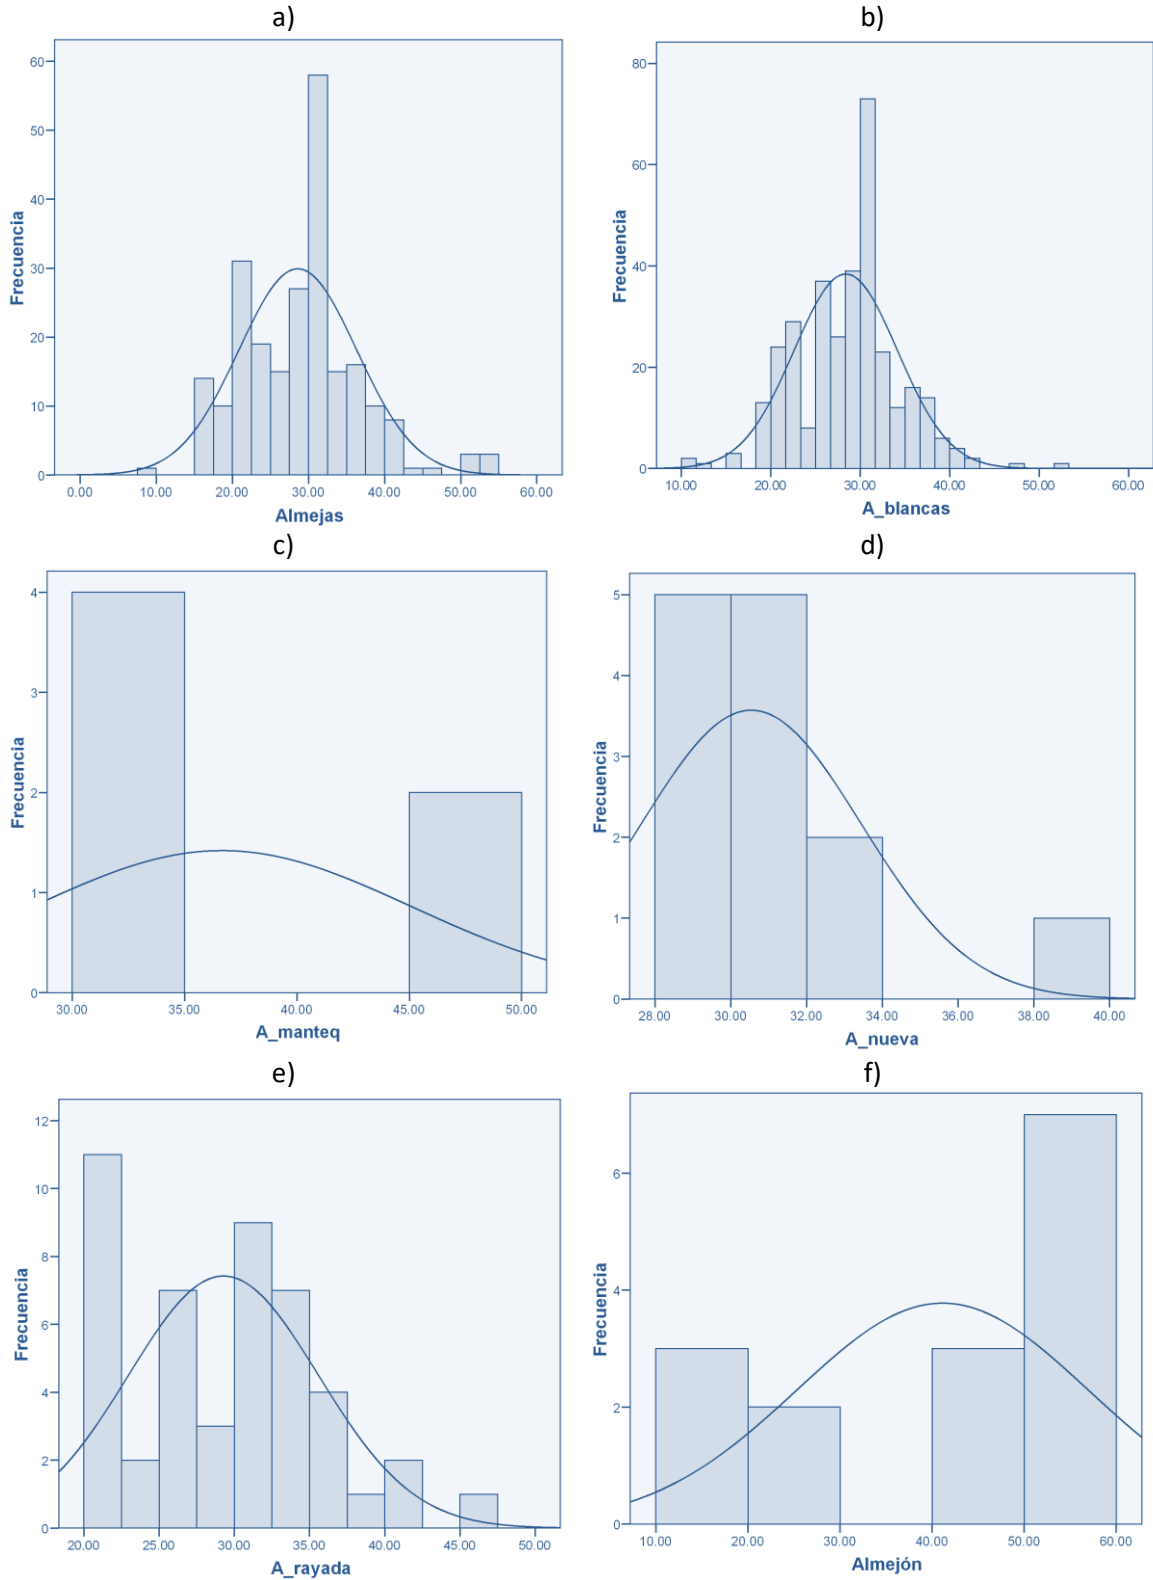 a)
60
50
40
30
20
10
0
Frecuencia
0.00 10.00 20.00 30.00 40.00 50.00 60.00
Almejas
b)
80
60
40
20
0
Frecuencia
10.00 20.00 30.00 40.00 50.00 60.00
A_blancas
c)
4
3
2
1
0
Frecuencia
30.00 35.00 40.00 45.00 50.00
A_manteq
d)
5
4
3
2
1
0
Frecuencia
28.00 30.00 32.00 34.00 36.00 38.00 40.00
A_nueva
e)
12
10
8
6
4
2
0
Frecuencia
20.00 25.00 30.00 35.00 40.00 45.00 50.00
A_rayada
f)
6
4
2
0
Frecuencia
10.00 20.00 30.00 40.00 50.00 60.00
Almejón